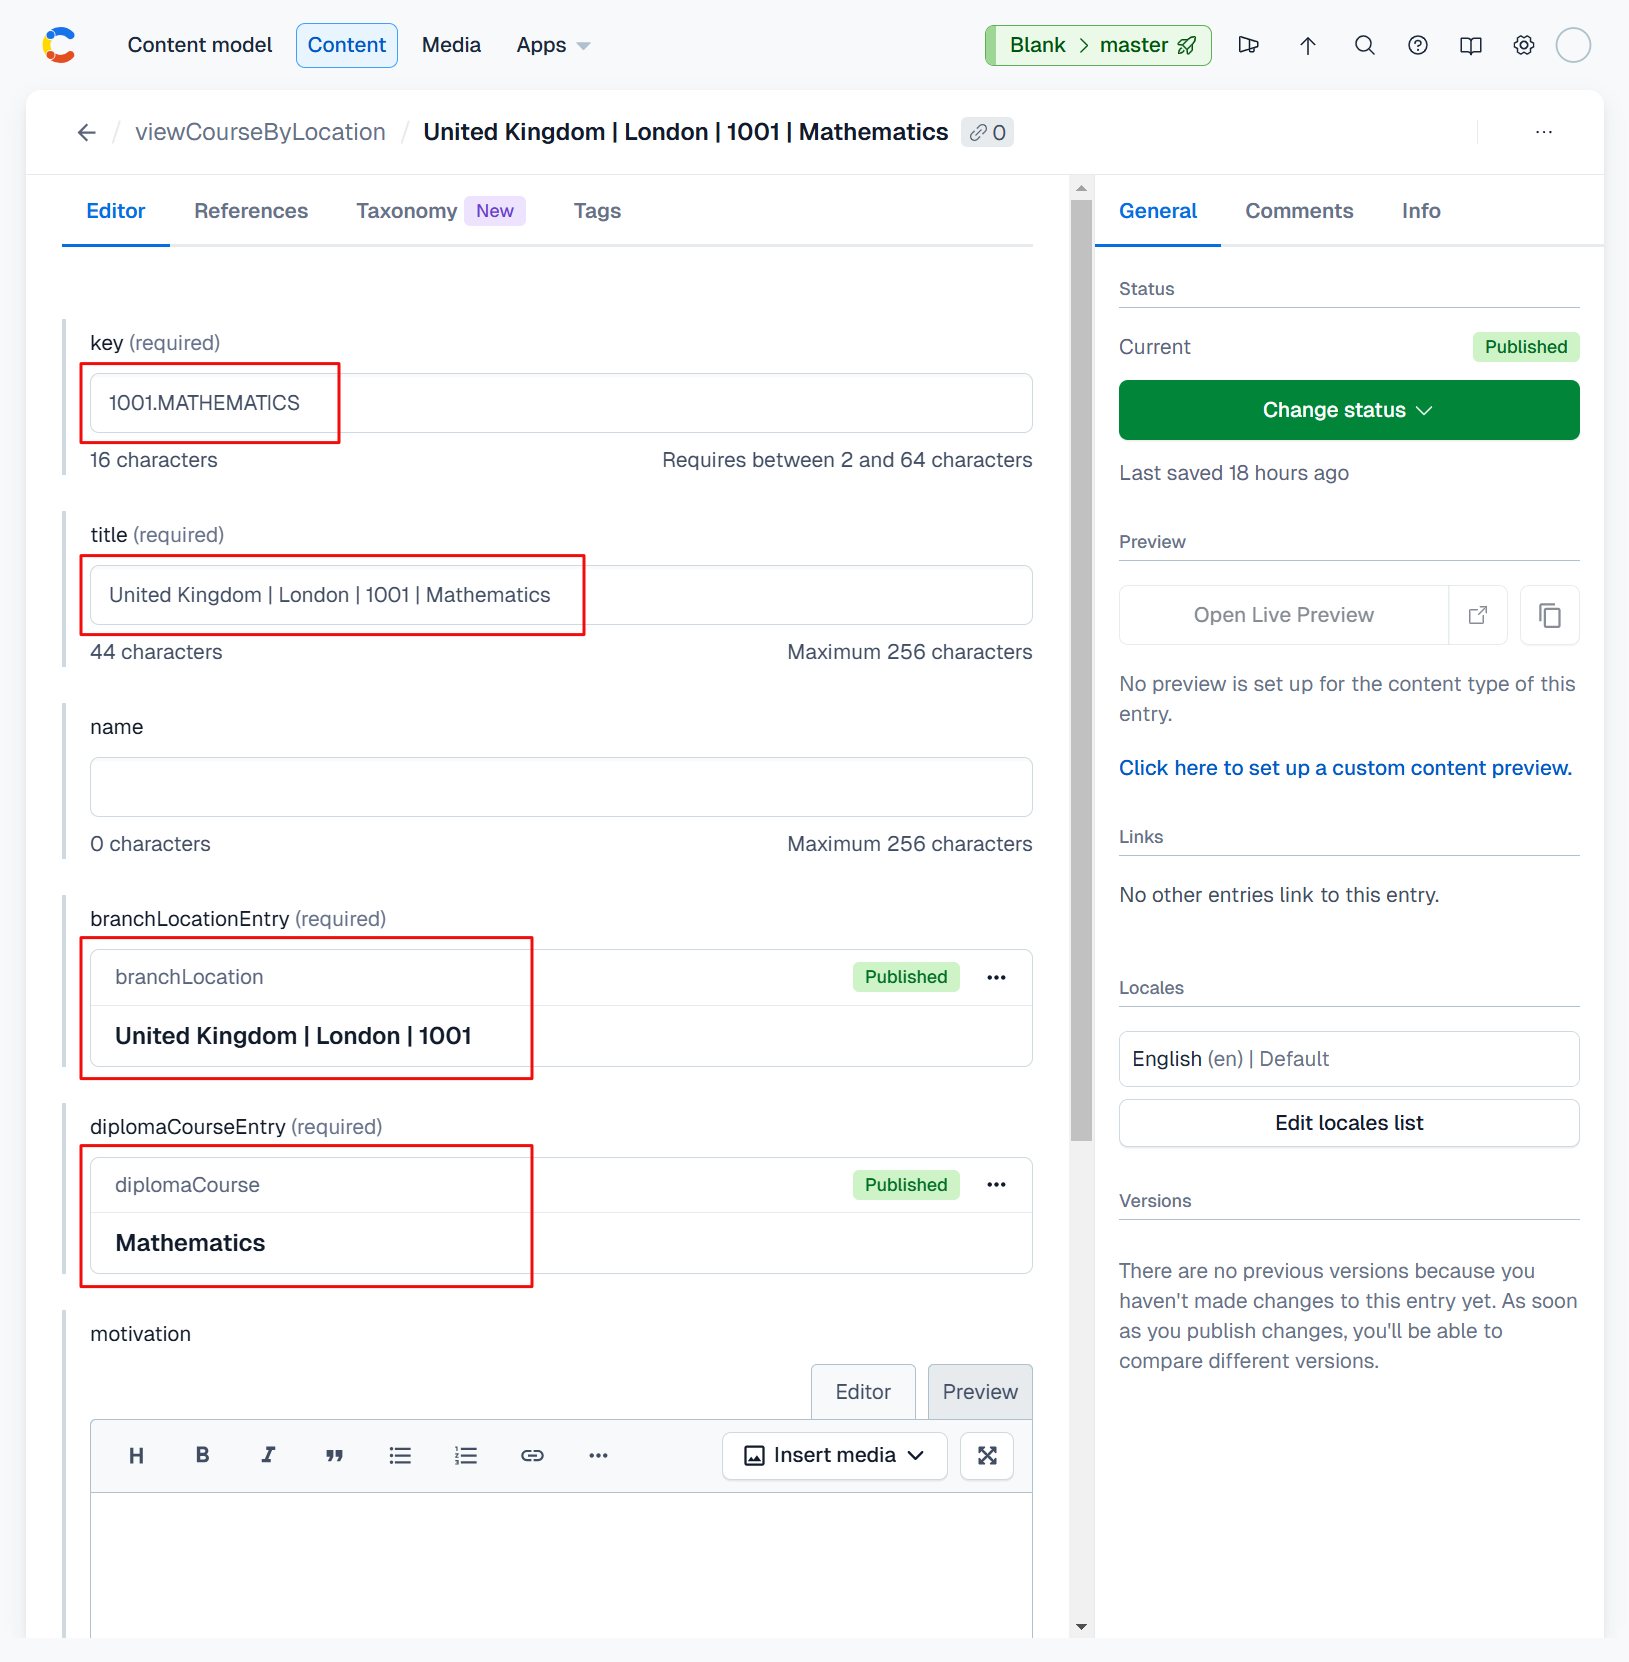 Content model Content Media Apps Blank > master
/ viewCourseByLocation / United Kingdom | London | 1001 | Mathematics 0
Editor References Taxonomy New Tags
key (required)
1001.MATHEMATICS
16 characters Requires between 2 and 64 characters
title (required)
United Kingdom | London | 1001 | Mathematics
44 characters Maximum 256 characters
name
0 characters Maximum 256 characters
branchLocationEntry (required)
branchLocation Published
United Kingdom | London | 1001
diplomaCourseEntry (required)
diplomaCourse Published
Mathematics
motivation
Editor Preview
H B I Insert media
General Comments Info
Status
Current Published
Change status
Last saved 18 hours ago
Preview
Open Live Preview
No preview is set up for the content type of this
entry.
Click here to set up a custom content preview.
Links
No other entries link to this entry.
Locales
English (en) | Default
Edit locales list
Versions
There are no previous versions because you
haven't made changes to this entry yet. As soon
as you publish changes, you'll be able to
compare different versions.